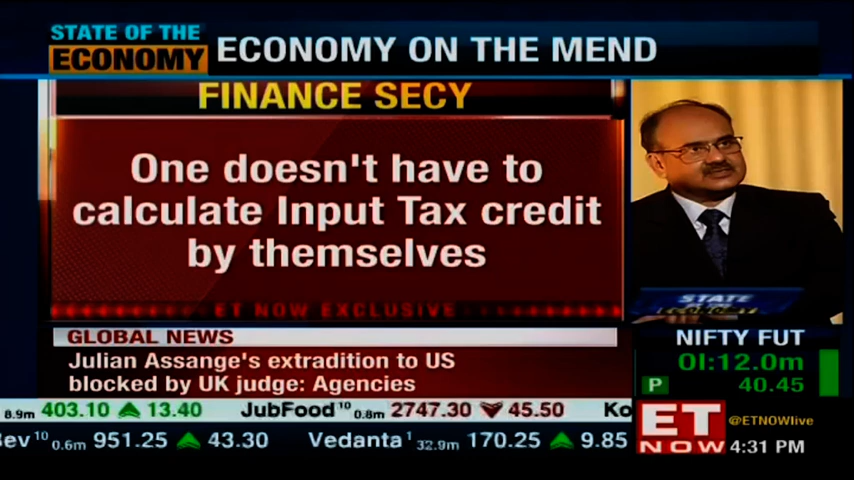 STATE OF THE
ECONOMY
ECONOMY ON THE MEND
FINANCE SECY
One doesn't have to
calculate Input Tax credit
by themselves
ET NOW EXCLUSIVE
STATE
GLOBAL NEWS
Julian Assange's extradition to US
blocked by UK judge: Agencies
NIFTY FUT
01:12.0m
P 40.45
8.9m 403.10 13.40 JubFood 10 0.8m 2747.30 45.50 Ko
Bev 10 0.6m 951.25 43.30 Vedanta 1 32.9m 170.25 9.85
ET
NOW
@ETNOWlive
4:31 PM